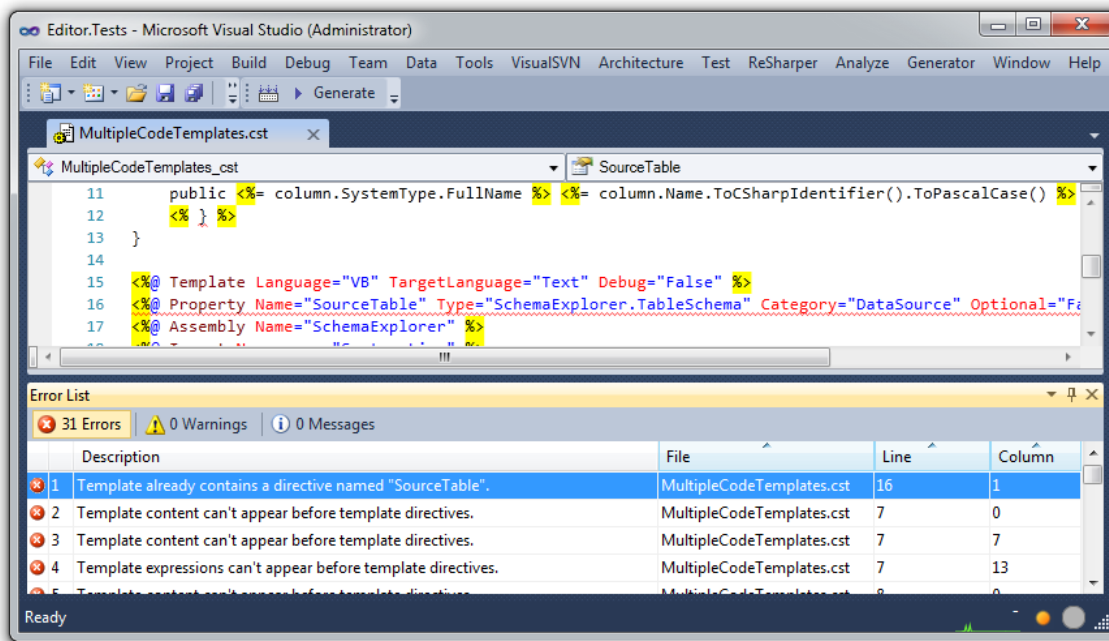 Editor.Tests - Microsoft Visual Studio (Administrator)
File Edit View Project Build Debug Team Data Tools VisualSVN Architecture Test ReSharper Analyze Generator Window Help
Generate
MultipleCodeTemplates.cst
MultipleCodeTemplates_cst SourceTable
11 public <%= column.SystemType.FullName %> <%= column.Name.ToCSharpIdentifier().ToPascalCase() %>
12 <% } %>
13 }
14
15 <%@ Template Language="VB" TargetLanguage="Text" Debug="False" %>
16 <%@ Property Name="SourceTable" Type="SchemaExplorer.TableSchema" Category="DataSource" Optional="Fa
17 <%@ Assembly Name="SchemaExplorer" %>
Error List
31 Errors 0 Warnings 0 Messages
Description File Line Column
1 Template already contains a directive named "SourceTable". MultipleCodeTemplates.cst 16 1
2 Template content can't appear before template directives. MultipleCodeTemplates.cst 7 0
3 Template content can't appear before template directives. MultipleCodeTemplates.cst 7 7
4 Template expressions can't appear before template directives. MultipleCodeTemplates.cst 7 13
Ready